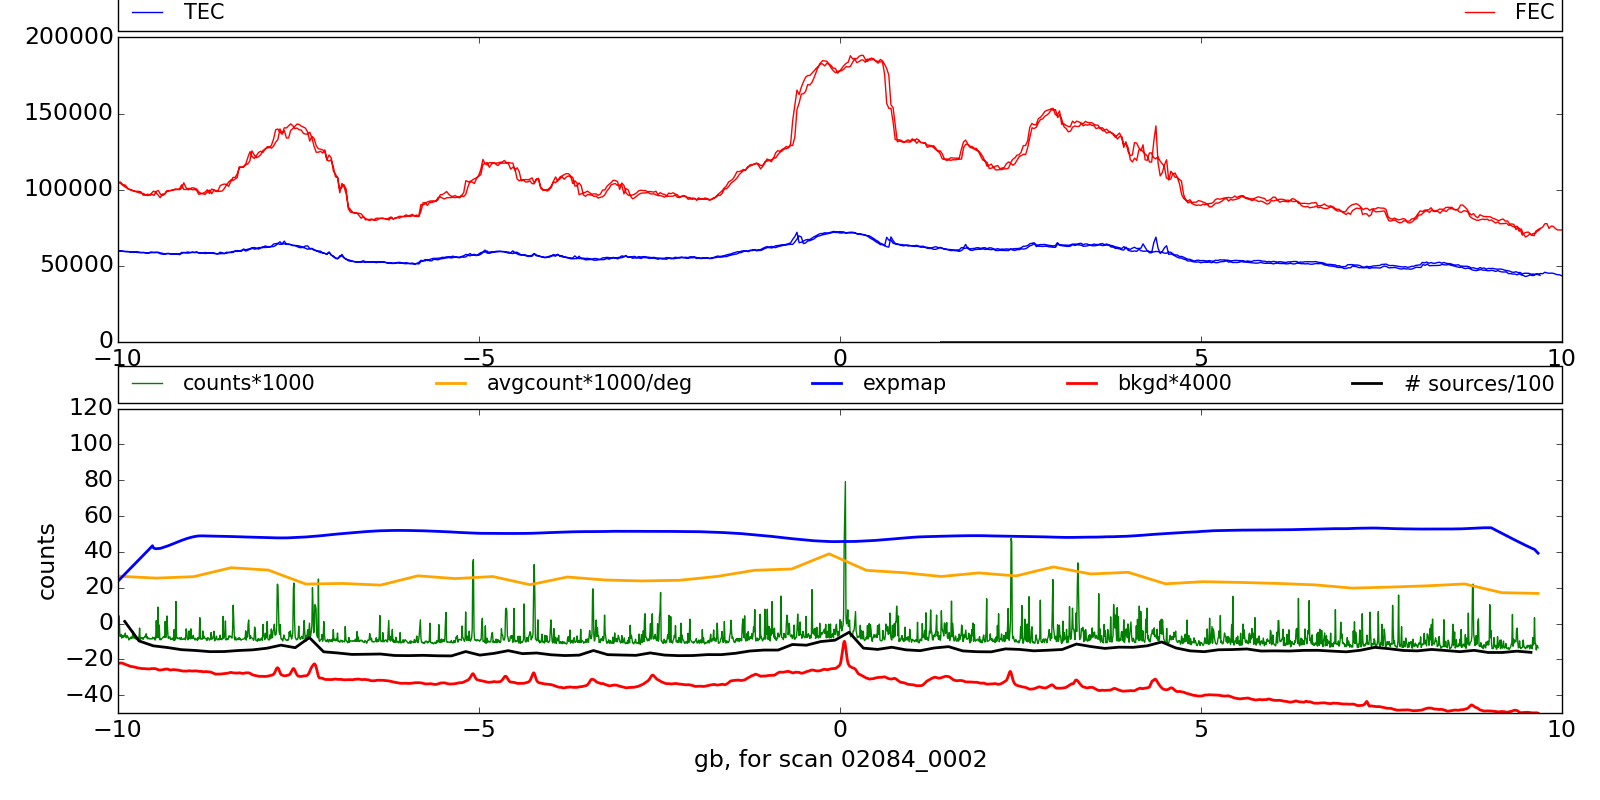 TEC FEC
200000
150000
100000
50000
0
−10 −5 0 5 10
counts*1000 avgcount*1000/deg expmap bkgd*4000 # sources/100
120
100
80
60
40
20
0
−20
−40
counts
−10 −5 0 5 10
gb, for scan 02084_0002